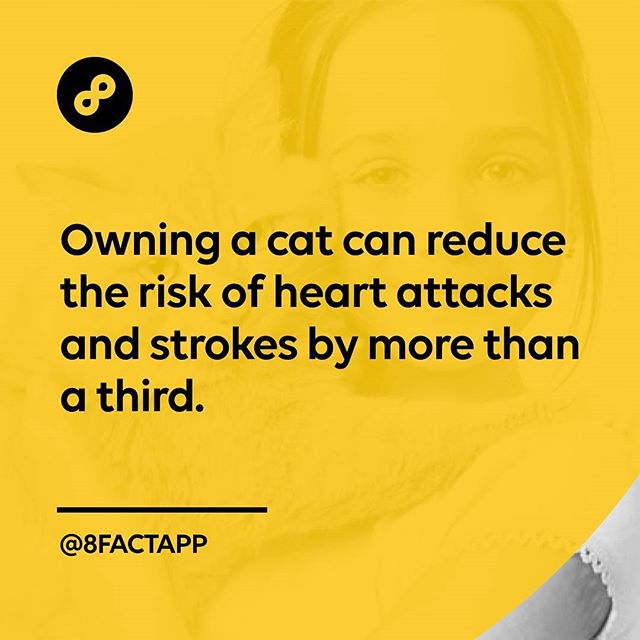 Owning a cat can reduce
the risk of heart attacks
and strokes by more than
a third.
@8FACTAPP